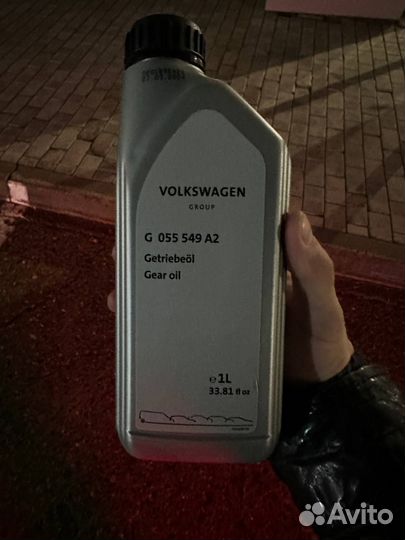 VOLKSWAGEN
GROUP
G 055 549 A2
Getriebeöl
Gear oil
℮ 1L
33.81 fl oz
Avito